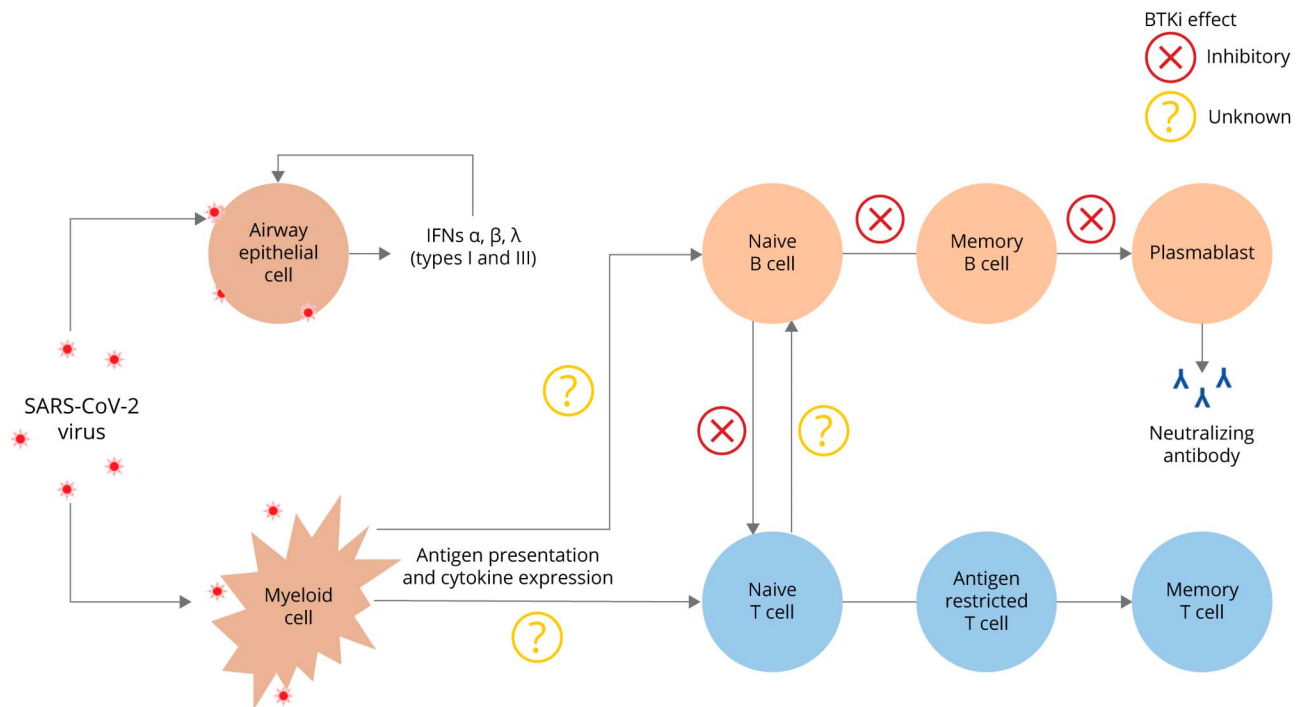 BTKi effect
Inhibitory
?
Unknown
Airway
epithelial
cell
IFNs α, β, λ
(types I and III)
Naive
B cell
Memory
B cell
Plasmablast
?
SARS-CoV-2
virus
?
Neutralizing
antibody
Antigen presentation
and cytokine expression
Myeloid
cell
?
Naive
T cell
Antigen
restricted
T cell
Memory
T cell